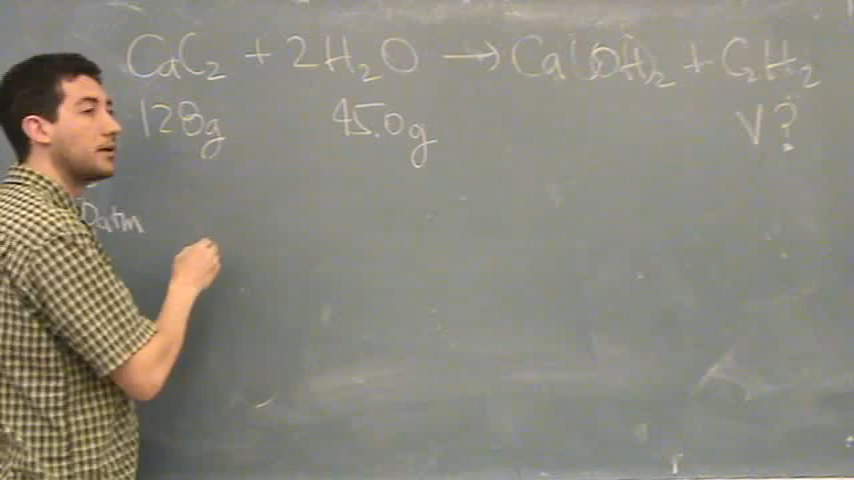 CaC₂ + 2H₂O → Ca(OH)₂ + C₂H₂
128g 45.0g V?
0atm